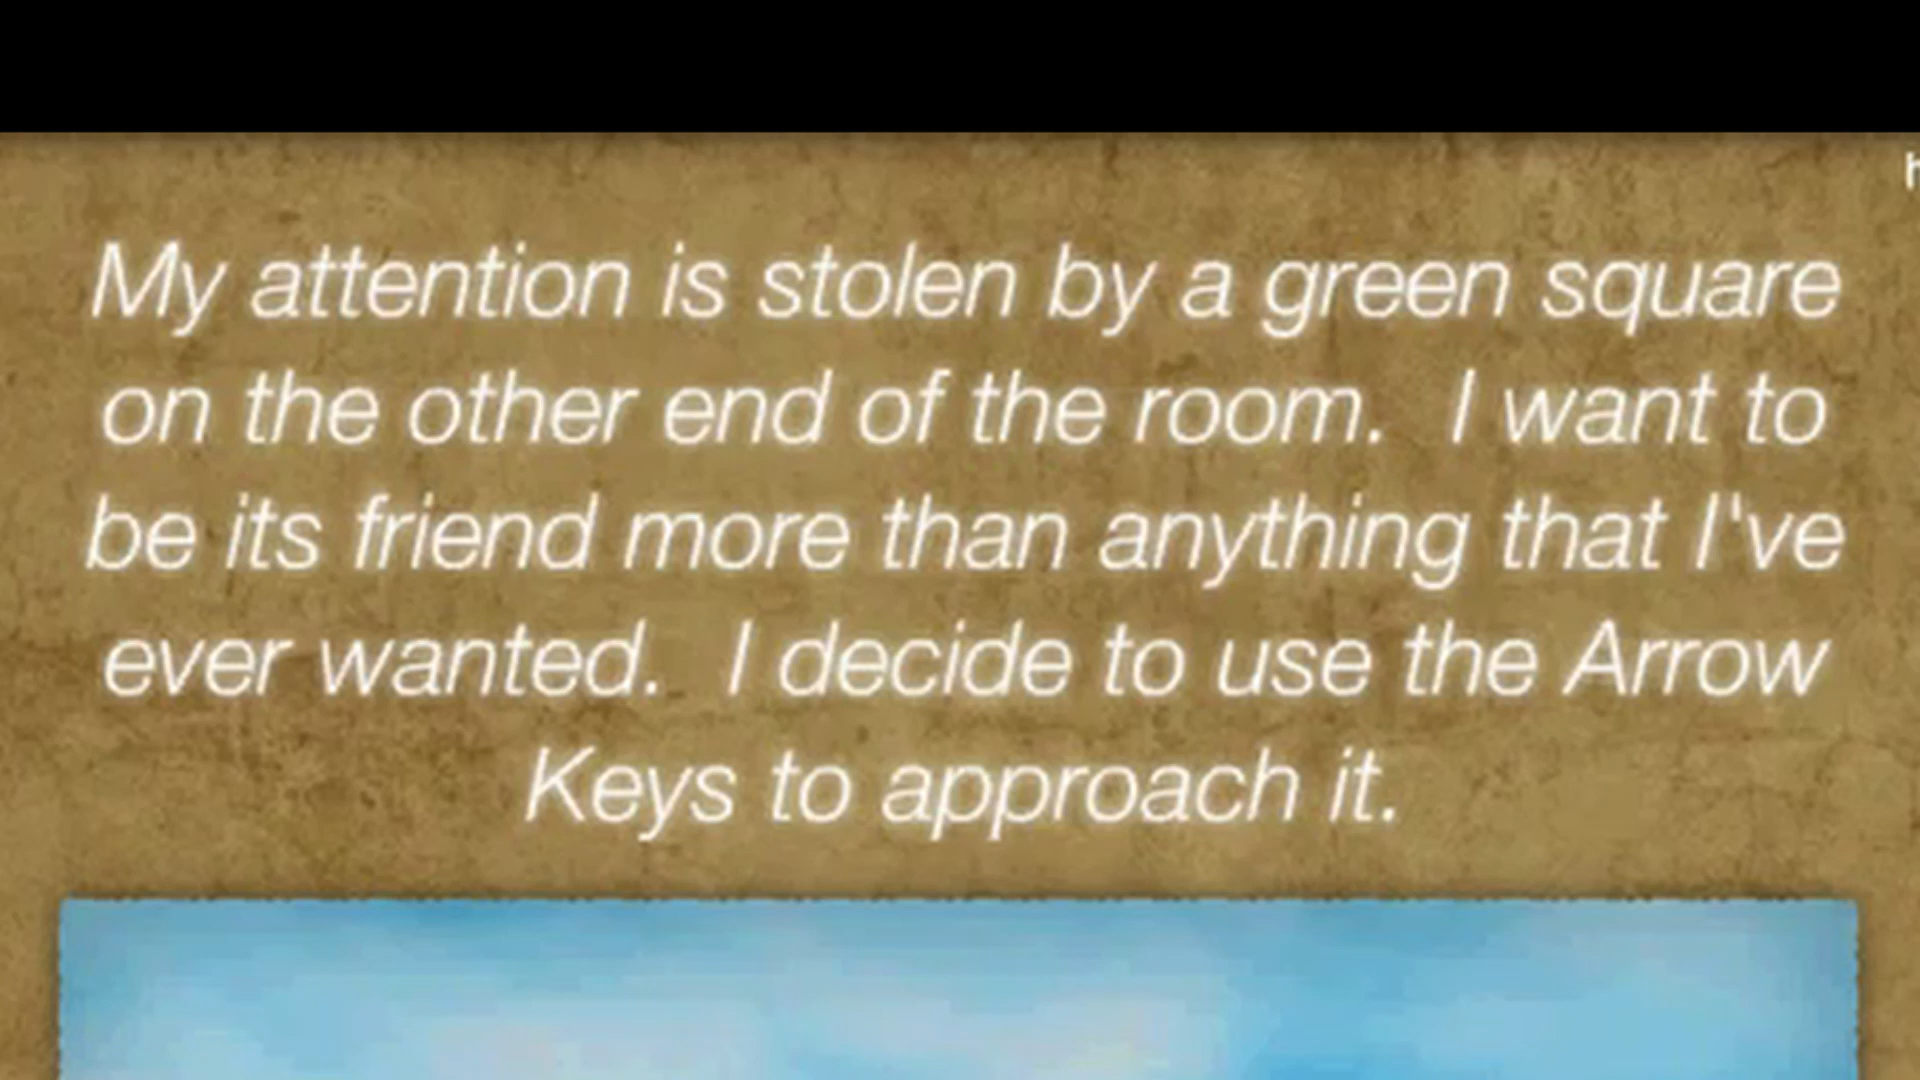 My attention is stolen by a green square
on the other end of the room.  I want to
be its friend more than anything that I've
ever wanted.  I decide to use the Arrow
Keys to approach it.